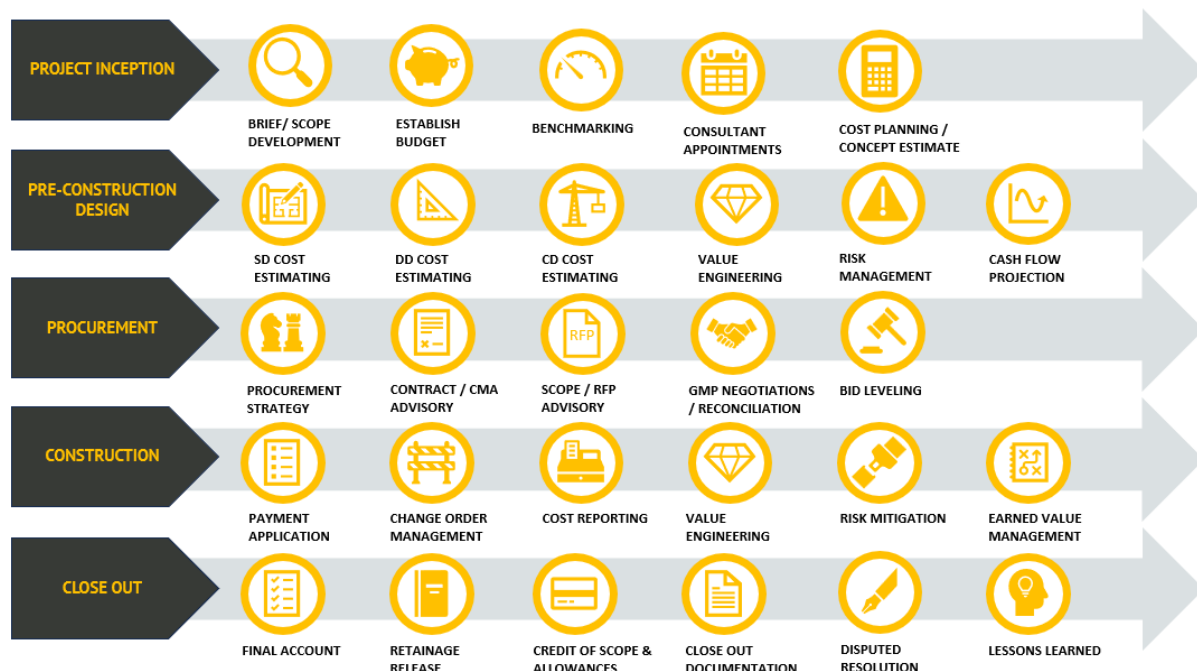 PROJECT INCEPTION
BRIEF/ SCOPE
DEVELOPMENT
ESTABLISH
BUDGET
BENCHMARKING
CONSULTANT
APPOINTMENTS
COST PLANNING /
CONCEPT ESTIMATE
PRE-CONSTRUCTION
DESIGN
SD COST
ESTIMATING
DD COST
ESTIMATING
CD COST
ESTIMATING
VALUE
ENGINEERING
RISK
MANAGEMENT
CASH FLOW
PROJECTION
PROCUREMENT
PROCUREMENT
STRATEGY
CONTRACT / CMA
ADVISORY
RFP
SCOPE / RFP
ADVISORY
GMP NEGOTIATIONS
/ RECONCILIATION
BID LEVELING
CONSTRUCTION
PAYMENT
APPLICATION
CHANGE ORDER
MANAGEMENT
COST REPORTING
VALUE
ENGINEERING
RISK MITIGATION
EARNED VALUE
MANAGEMENT
CLOSE OUT
FINAL ACCOUNT
RETAINAGE
RELEASE
CREDIT OF SCOPE &
ALLOWANCES
CLOSE OUT
DOCUMENTATION
DISPUTED
RESOLUTION
LESSONS LEARNED